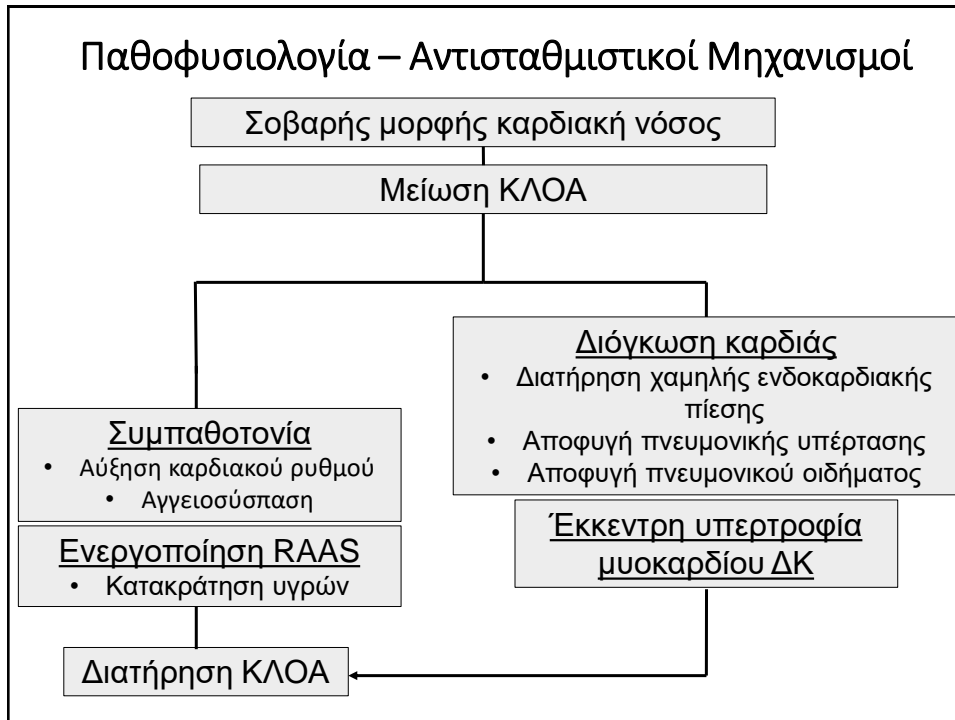 Παθοφυσιολογία – Αντισταθμιστικοί Μηχανισμοί
Σοβαρής μορφής καρδιακή νόσος
Μείωση ΚΛΟΑ
Συμπαθοτονία
• Αύξηση καρδιακού ρυθμού
• Αγγειοσύσπαση
Ενεργοποίηση RAAS
• Κατακράτηση υγρών
Διόγκωση καρδιάς
• Διατήρηση χαμηλής ενδοκαρδιακής
πίεσης
• Αποφυγή πνευμονικής υπέρτασης
• Αποφυγή πνευμονικού οιδήματος
Έκκεντρη υπερτροφία
μυοκαρδίου ΔΚ
Διατήρηση ΚΛΟΑ